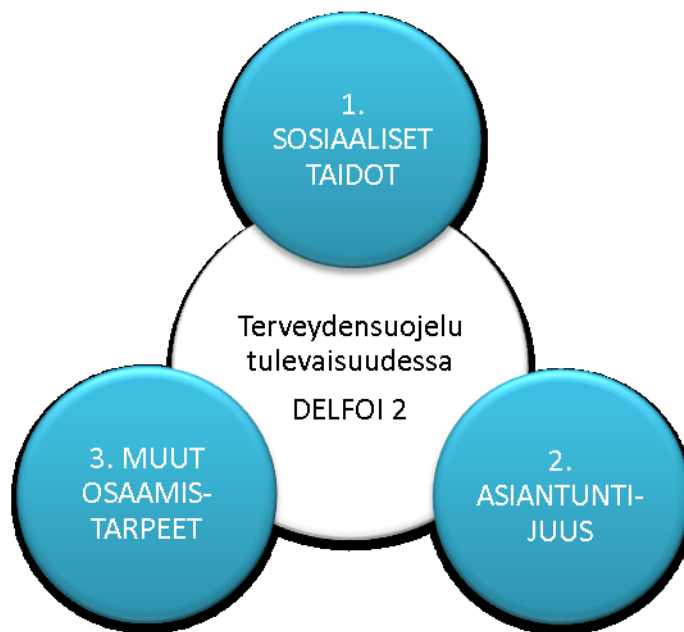 1.
SOSIAALISET
TAIDOT
Terveydensuojelu
tulevaisuudessa
DELFOI 2
3. MUUT
OSAAMIS-
TARPEET
2.
ASIANTUNTI-
JUUS